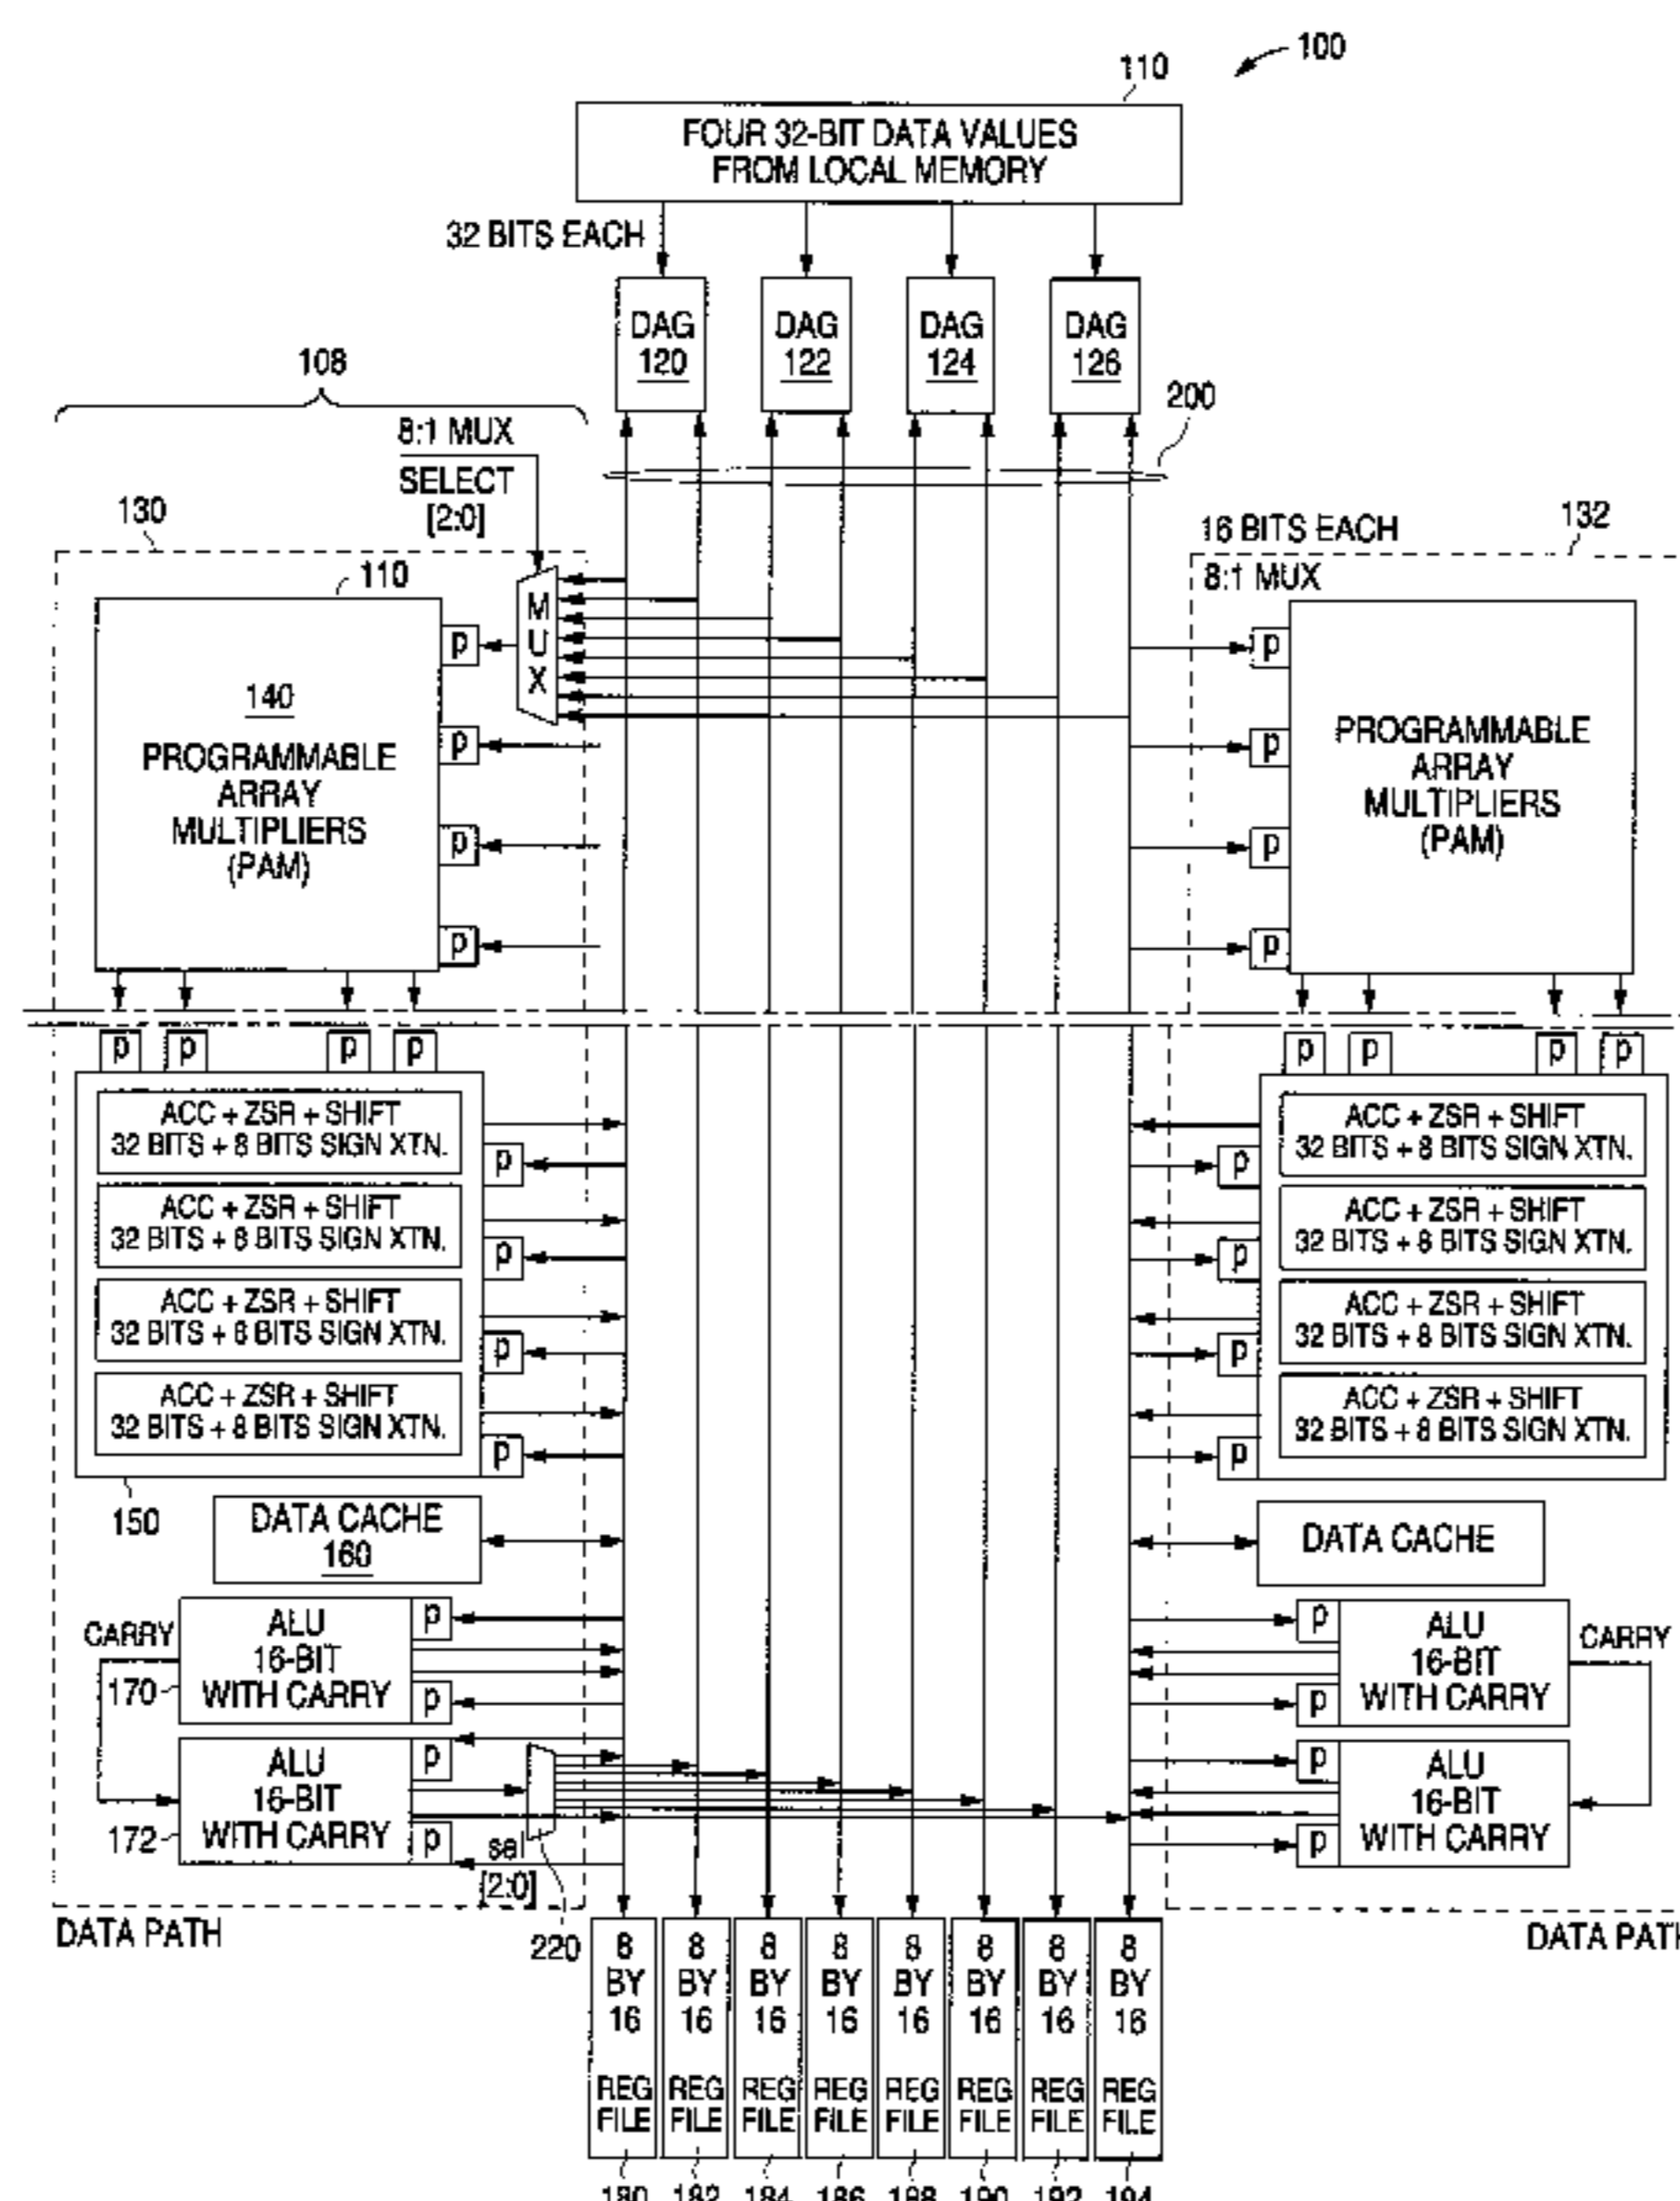 100
110
FOUR 32-BIT DATA VALUES
FROM LOCAL MEMORY
32 BITS EACH
DAG
120
DAG
122
DAG
124
DAG
126
108
200
8:1 MUX
SELECT
[2:0]
130
110
M
U
X
16 BITS EACH
132
8:1 MUX
140
PROGRAMMABLE
ARRAY
MULTIPLIERS
(PAM)
p
p
p
p
p
p
p
p
PROGRAMMABLE
ARRAY
MULTIPLIERS
(PAM)
p
p
p
p
p
p
p
p
ACC + ZSR + SHIFT
32 BITS + 8 BITS SIGN XTN.
ACC + ZSR + SHIFT
32 BITS + 8 BITS SIGN XTN.
ACC + ZSR + SHIFT
32 BITS + 8 BITS SIGN XTN.
ACC + ZSR + SHIFT
32 BITS + 8 BITS SIGN XTN.
p
p
p
p
p
p
p
p
ACC + ZSR + SHIFT
32 BITS + 8 BITS SIGN XTN.
ACC + ZSR + SHIFT
32 BITS + 8 BITS SIGN XTN.
ACC + ZSR + SHIFT
32 BITS + 8 BITS SIGN XTN.
ACC + ZSR + SHIFT
32 BITS + 8 BITS SIGN XTN.
150
DATA CACHE
160
DATA CACHE
CARRY
170
ALU
16-BIT
WITH CARRY
p
p
p
p
ALU
16-BIT
WITH CARRY
CARRY
172
ALU
16-BIT
WITH CARRY
p
p
sel
[2:0]
220
p
p
ALU
16-BIT
WITH CARRY
DATA PATH
DATA PATH
8 8 8 8 8 8 8 8
BY BY BY BY BY BY BY BY
16 16 16 16 16 16 16 16
REG REG REG REG REG REG REG REG
FILE FILE FILE FILE FILE FILE FILE FILE
180 182 184 186 188 190 192 194